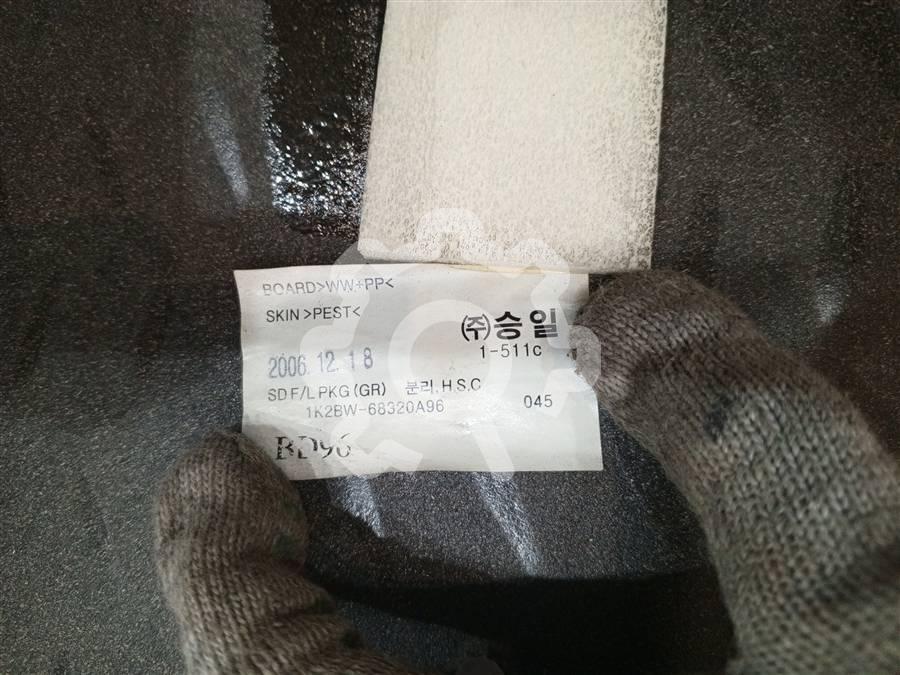 BOARD>WW+PP<
SKIN>PEST<
㈜승일
1-511c
2006. 12. 18
SD F/L PKG (GR) 분리, H.S.C
1K2BW-68320A96
045
BD96